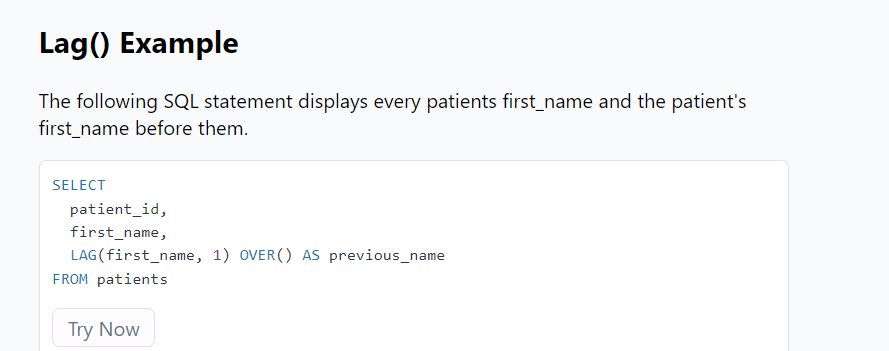 Lag() Example
The following SQL statement displays every patients first_name and the patient's
first_name before them.
SELECT
patient_id,
first_name,
LAG(first_name, 1) OVER() AS previous_name
FROM patients
Try Now